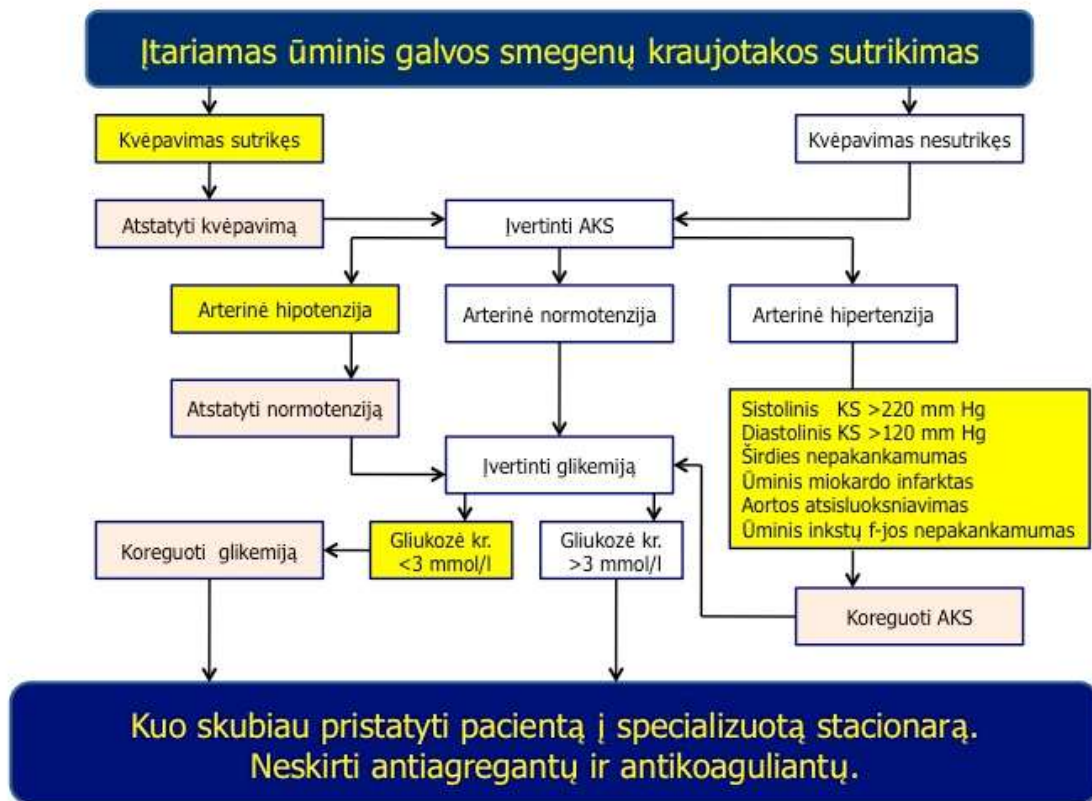 Įtariamas ūminis galvos smegenų kraujotakos sutrikimas
Kvėpavimas sutrikęs
Kvėpavimas nesutrikęs
Atstatyti kvėpavimą
Įvertinti AKS
Arterinė hipotenzija
Arterinė normotenzija
Arterinė hipertenzija
Atstatyti normotenziją
Sistolinis KS >220 mm Hg
Diastolinis KS >120 mm Hg
Širdies nepakankamumas
Ūminis miokardo infarktas
Aortos atsisluoksniavimas
Ūminis inkstų f-jos nepakankamumas
Įvertinti glikemiją
Koreguoti glikemiją
Gliukozė kr.
<3 mmol/l
Gliukozė kr.
>3 mmol/l
Koreguoti AKS
Kuo skubiau pristatyti pacientą į specializuotą stacionarą.
Neskirti antiagregantų ir antikoaguliantų.